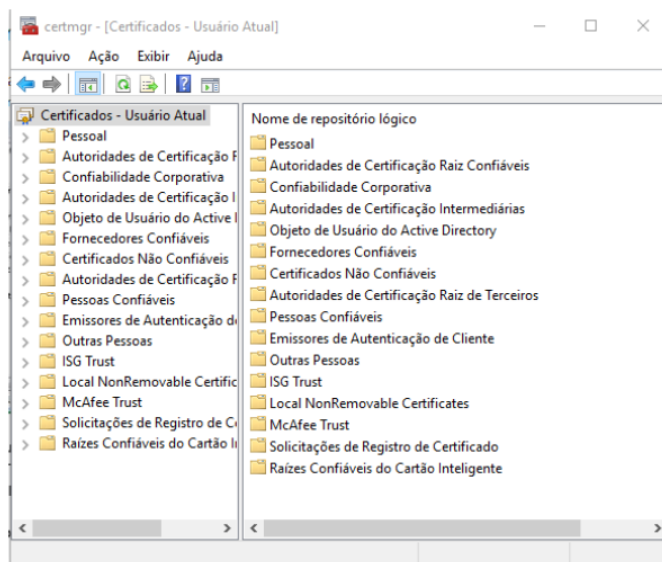 certmgr - [Certificados - Usuário Atual]
Arquivo Ação Exibir Ajuda
Certificados - Usuário Atual
Pessoal
Autoridades de Certificação
Confiabilidade Corporativa
Autoridades de Certificação
Objeto de Usuário do Active
Fornecedores Confiáveis
Certificados Não Confiáveis
Autoridades de Certificação
Pessoas Confiáveis
Emissores de Autenticação
Outras Pessoas
ISG Trust
Local NonRemovable Certific
McAfee Trust
Solicitações de Registro de
Raízes Confiáveis do Cartão
Nome de repositório lógico
Pessoal
Autoridades de Certificação Raiz Confiáveis
Confiabilidade Corporativa
Autoridades de Certificação Intermediárias
Objeto de Usuário do Active Directory
Fornecedores Confiáveis
Certificados Não Confiáveis
Autoridades de Certificação Raiz de Terceiros
Pessoas Confiáveis
Emissores de Autenticação de Cliente
Outras Pessoas
ISG Trust
Local NonRemovable Certificates
McAfee Trust
Solicitações de Registro de Certificado
Raízes Confiáveis do Cartão Inteligente